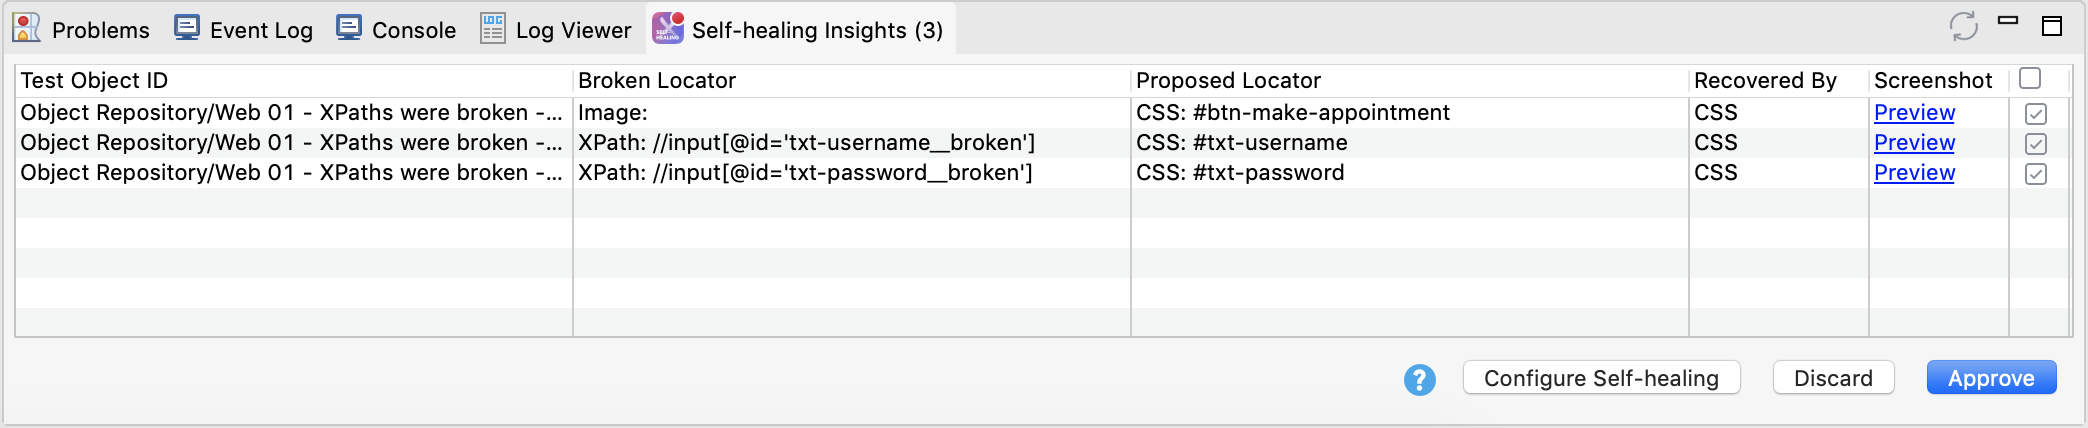 Problems Event Log Console LOG Log Viewer SELF-HEALING Self-healing Insights (3)
Test Object ID Broken Locator Proposed Locator Recovered By Screenshot
Object Repository/Web 01 - XPaths were broken -... Image: CSS: #btn-make-appointment CSS Preview
Object Repository/Web 01 - XPaths were broken -... XPath: //input[@id='txt-username__broken'] CSS: #txt-username CSS Preview
Object Repository/Web 01 - XPaths were broken -... XPath: //input[@id='txt-password__broken'] CSS: #txt-password CSS Preview
? Configure Self-healing Discard Approve